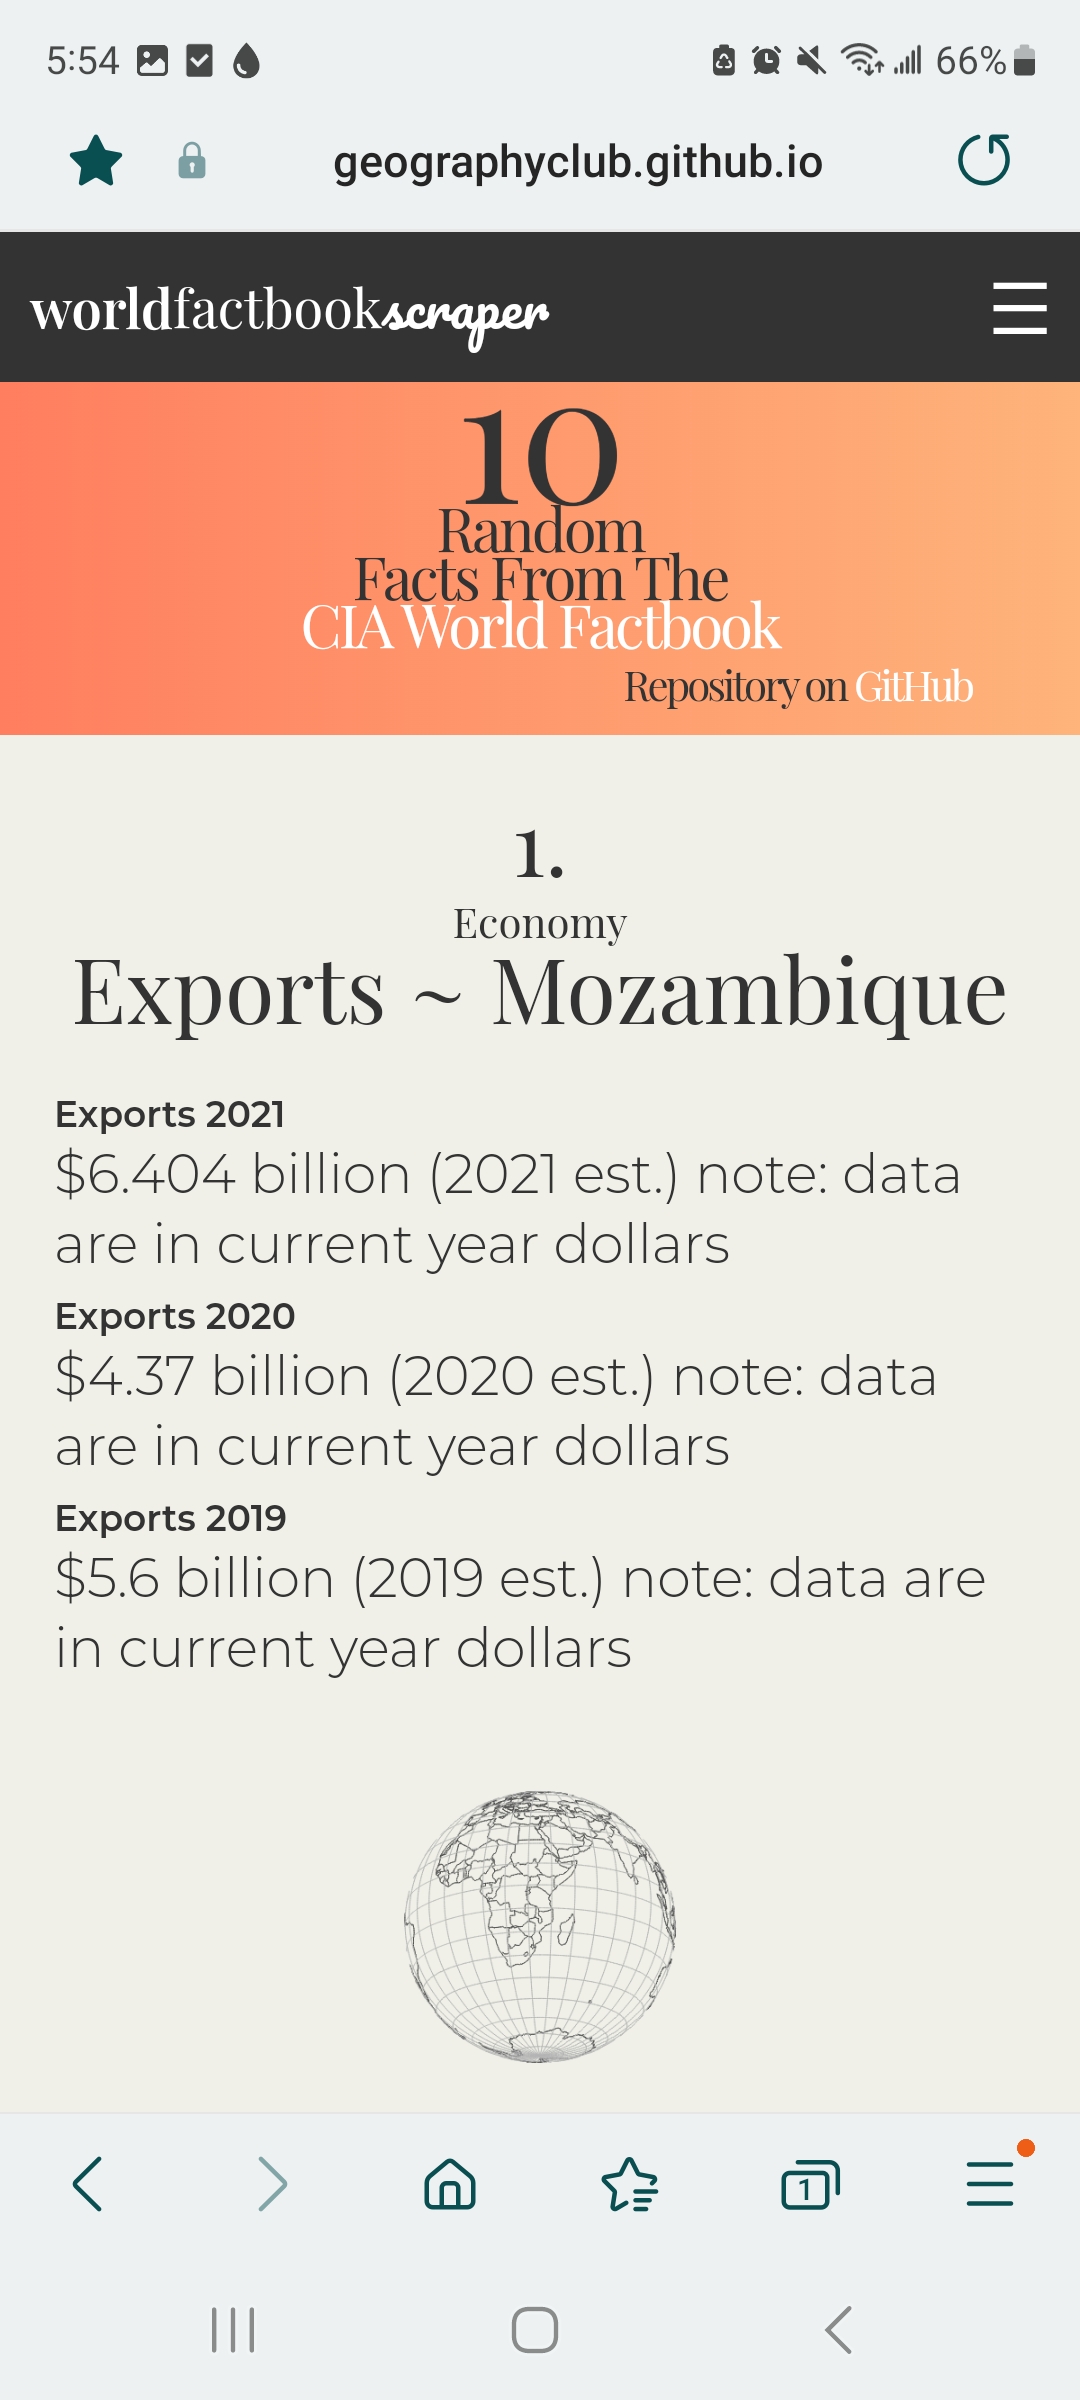 5:54
66%
geographyclub.github.io
worldfactbookscraper
10
Random
Facts From The
CIA World Factbook
Repository on GitHub
1.
Economy
Exports ~ Mozambique
Exports 2021
$6.404 billion (2021 est.) note: data
are in current year dollars
Exports 2020
$4.37 billion (2020 est.) note: data
are in current year dollars
Exports 2019
$5.6 billion (2019 est.) note: data are
in current year dollars
1